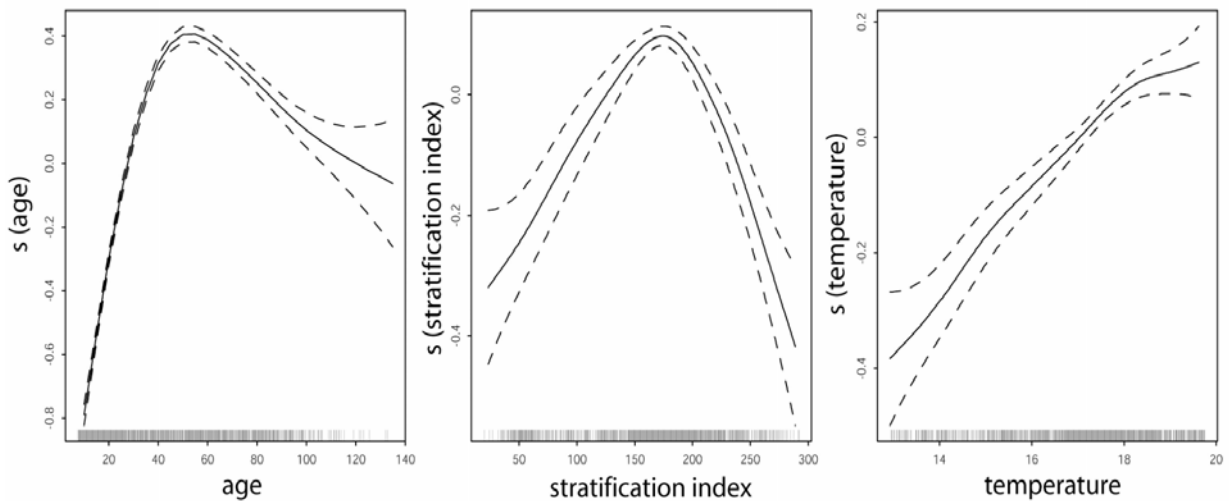 s (age)
0.4
0.2
0.0
-0.2
-0.4
-0.6
-0.8
20 40 60 80 100 120 140
age
s (stratification index)
0.0
-0.2
-0.4
50 100 150 200 250 300
stratification index
s (temperature)
0.2
0.0
-0.2
-0.4
14 16 18 20
temperature